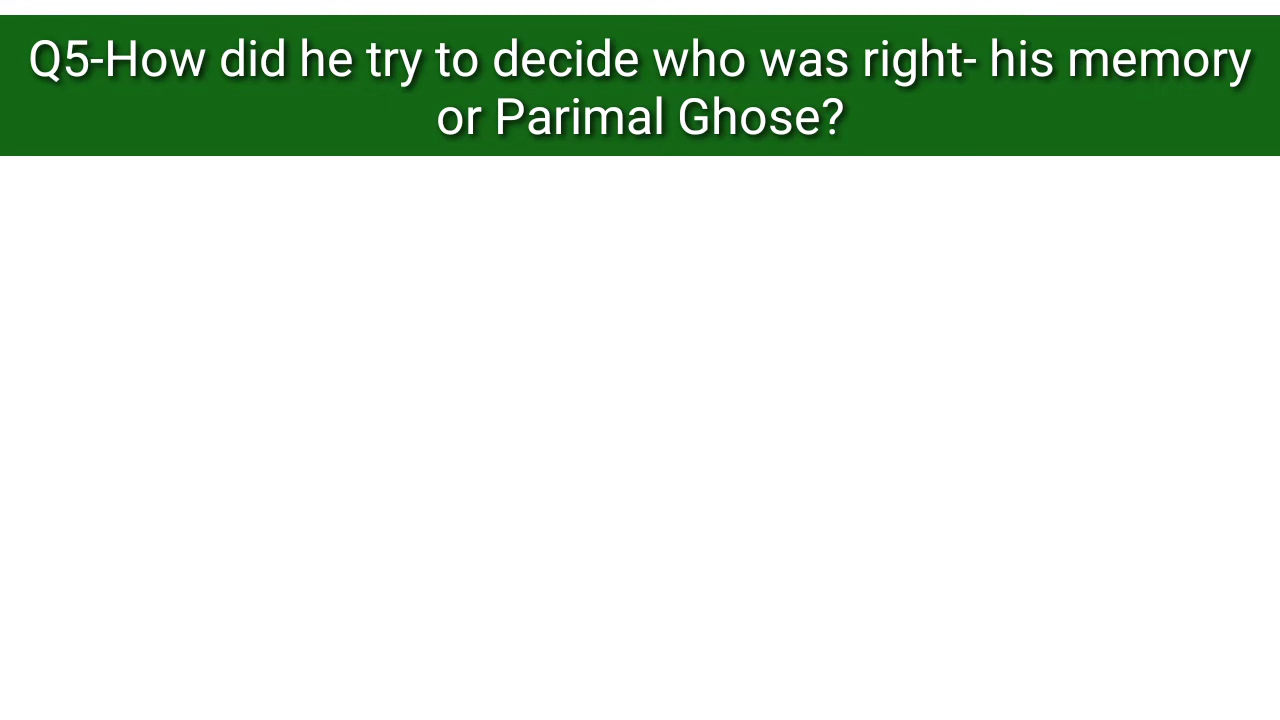 Q5-How did he try to decide who was right- his memory
or Parimal Ghose?